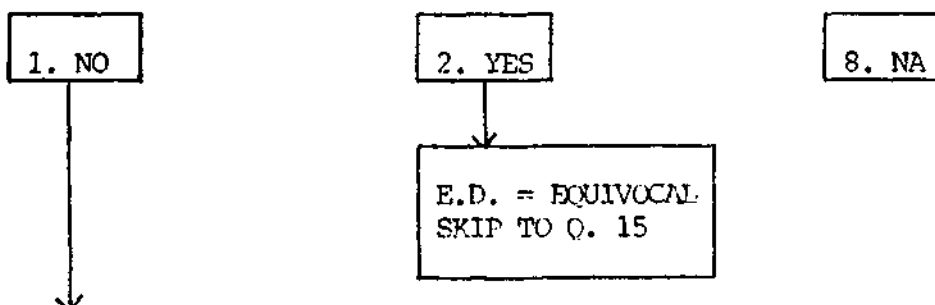 1. NO
2. YES
8. NA
E.D. = EQUIVOCAL
SKIP TO Q. 15